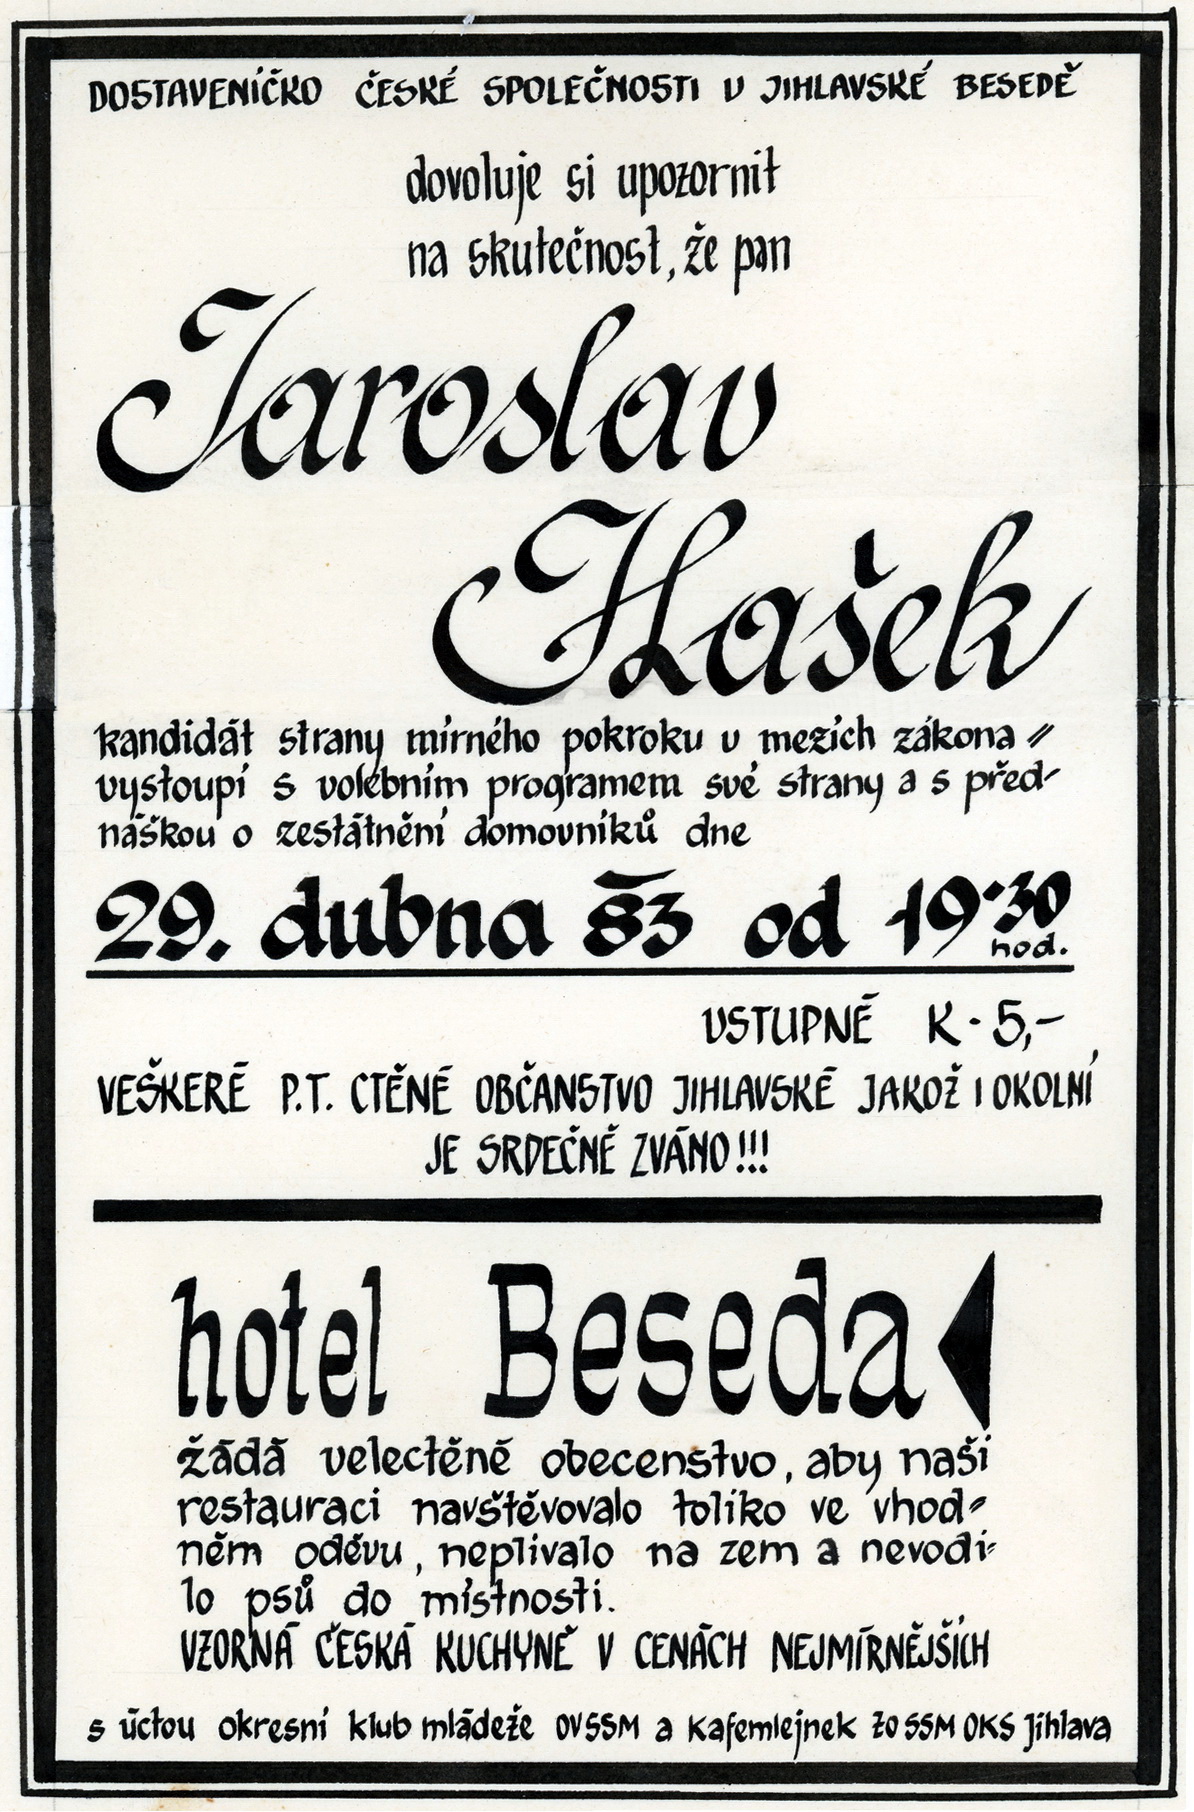 DOSTAVENÍČKO ČESKÉ SPOLEČNOSTI V JIHLAVSKÉ BESEDĚ
dovoluje si upozornit
na skutečnost, že pan
Jaroslav
Hašek
kandidát strany mírného pokroku v mezích zákona =
vystoupí s volebním programem své strany a s před-
náškou o zestátnění domovníků dne
29. dubna 83 od 19.30 hod.
VSTUPNÉ K. 5,-
VEŠKERÉ P.T. CTĚNÉ OBČANSTVO JIHLAVSKÉ JAKOŽ I OKOLNÍ
JE SRDEČNĚ ZVÁNO!!!
hotel Beseda
žádá velectěné obecenstvo, aby naši
restauraci navštěvovalo toliko ve vhod=
ném oděvu, neplivalo na zem a nevodi=
lo psů do místnosti.
VZORNÁ ČESKÁ KUCHYNĚ V CENÁCH NEJMÍRNĚJŠÍCH
s úctou okresní klub mládeže OV SSM a Kafemlejnek ZO SSM OKS Jihlava